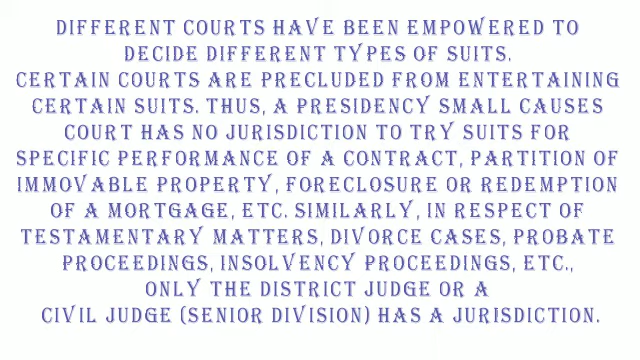 DIFFERENT COURTS HAVE BEEN EMPOWERED TO
DECIDE DIFFERENT TYPES OF SUITS.
CERTAIN COURTS ARE PRECLUDED FROM ENTERTAINING
CERTAIN SUITS. THUS, A PRESIDENCY SMALL CAUSES
COURT HAS NO JURISDICTION TO TRY SUITS FOR
SPECIFIC PERFORMANCE OF A CONTRACT, PARTITION OF
IMMOVABLE PROPERTY, FORECLOSURE OR REDEMPTION
OF A MORTGAGE, ETC. SIMILARLY, IN RESPECT OF
TESTAMENTARY MATTERS, DIVORCE CASES, PROBATE
PROCEEDINGS, INSOLVENCY PROCEEDINGS, ETC.,
ONLY THE DISTRICT JUDGE OR A
CIVIL JUDGE (SENIOR DIVISION) HAS A JURISDICTION.